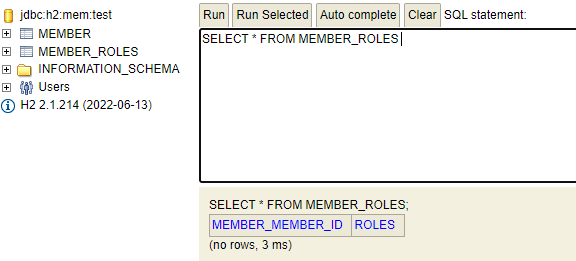 jdbc:h2:mem:test
MEMBER
MEMBER_ROLES
INFORMATION_SCHEMA
Users
H2 2.1.214 (2022-06-13)
Run Run Selected Auto complete Clear SQL statement:
SELECT * FROM MEMBER_ROLES
SELECT * FROM MEMBER_ROLES;
MEMBER_MEMBER_ID ROLES
(no rows, 3 ms)